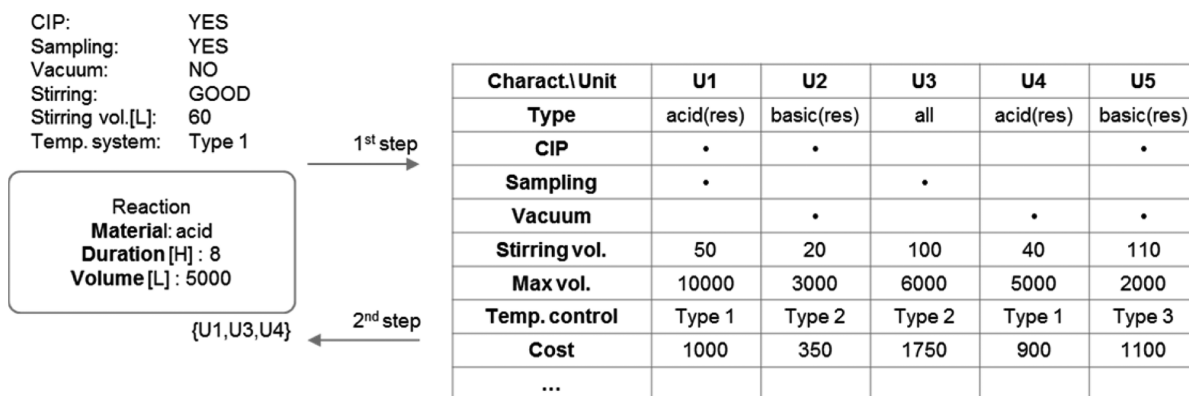 CIP: YES
Sampling: YES
Vacuum: NO
Stirring: GOOD
Stirring vol.[L]: 60
Temp. system: Type 1
1st step
Reaction
Material: acid
Duration [H] : 8
Volume [L] : 5000
{U1,U3,U4}
2nd step
Charact.\Unit U1 U2 U3 U4 U5
Type acid(res) basic(res) all acid(res) basic(res)
CIP • • •
Sampling • •
Vacuum • • •
Stirring vol. 50 20 100 40 110
Max vol. 10000 3000 6000 5000 2000
Temp. control Type 1 Type 2 Type 2 Type 1 Type 3
Cost 1000 350 1750 900 1100
...